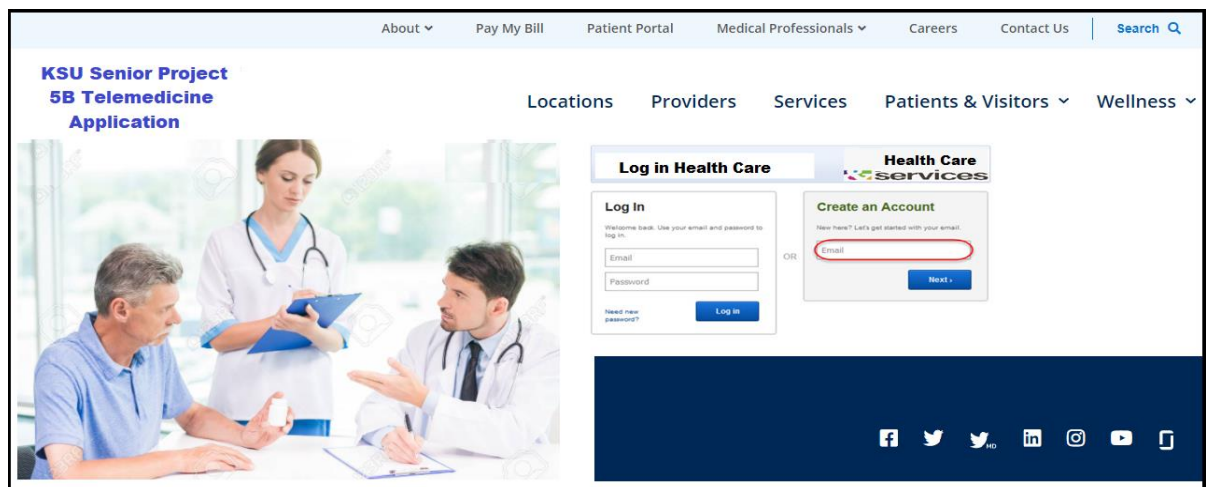 About Pay My Bill Patient Portal Medical Professionals Careers Contact Us Search
KSU Senior Project
5B Telemedicine
Application
Locations Providers Services Patients & Visitors Wellness
Log in Health Care
Health Care
services
Log In
Welcome back. Use your email and password to
log in.
Email
Password
Need new
password?
Log in
OR
Create an Account
New here? Let's get started with your email.
Email
Next ›
MD